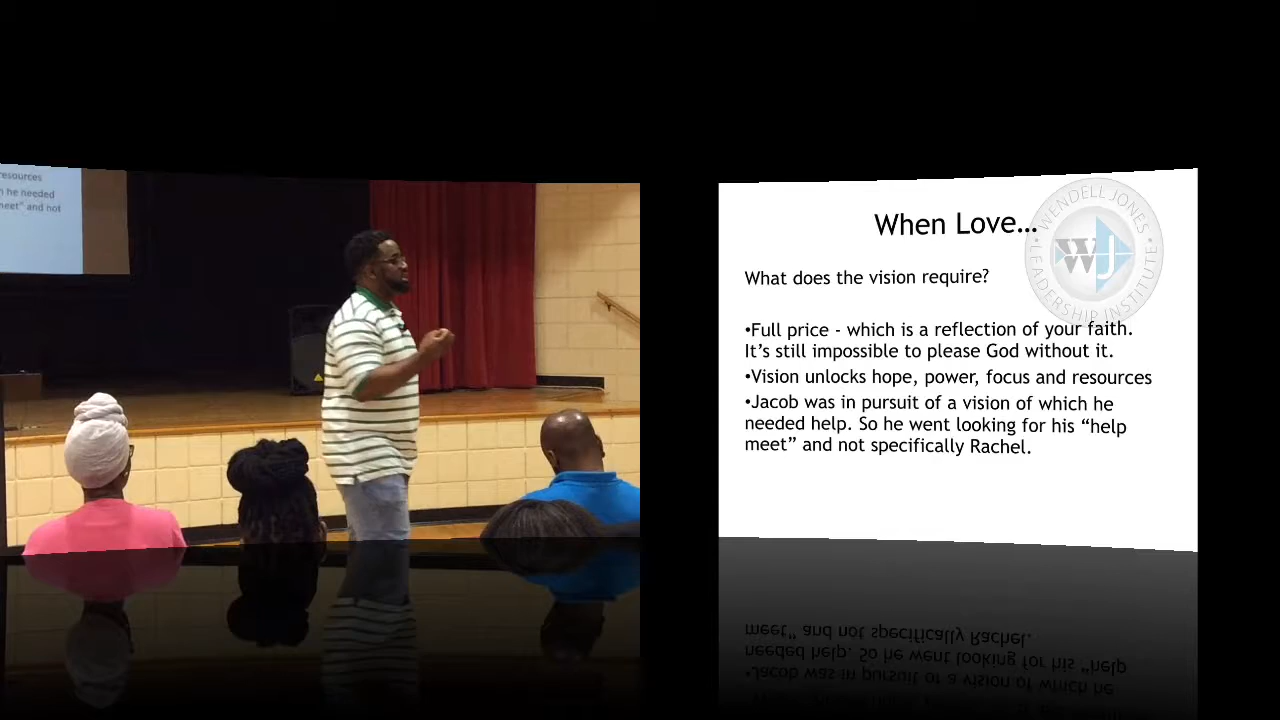 resources
he needed
meet" and not
When Love...
WENDELL JONES
WJ
LEADERSHIP INSTITUTE
What does the vision require?
•Full price - which is a reflection of your faith.
It's still impossible to please God without it.
•Vision unlocks hope, power, focus and resources
•Jacob was in pursuit of a vision of which he
needed help. So he went looking for his “help
meet” and not specifically Rachel.